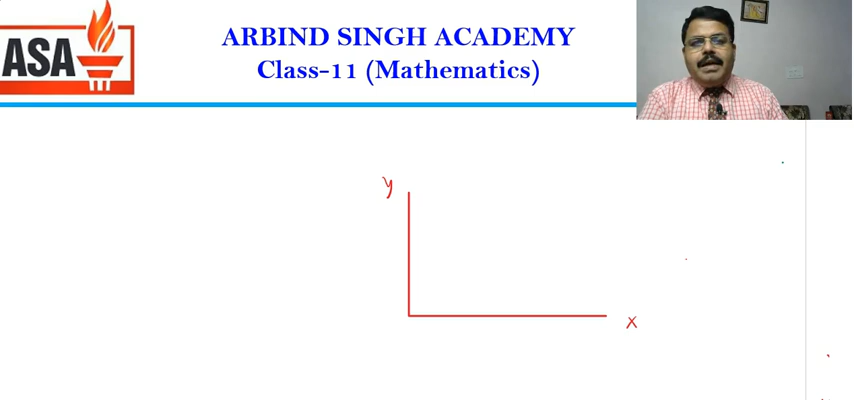 ASA
ARBIND SINGH ACADEMY
Class-11 (Mathematics)
y
x